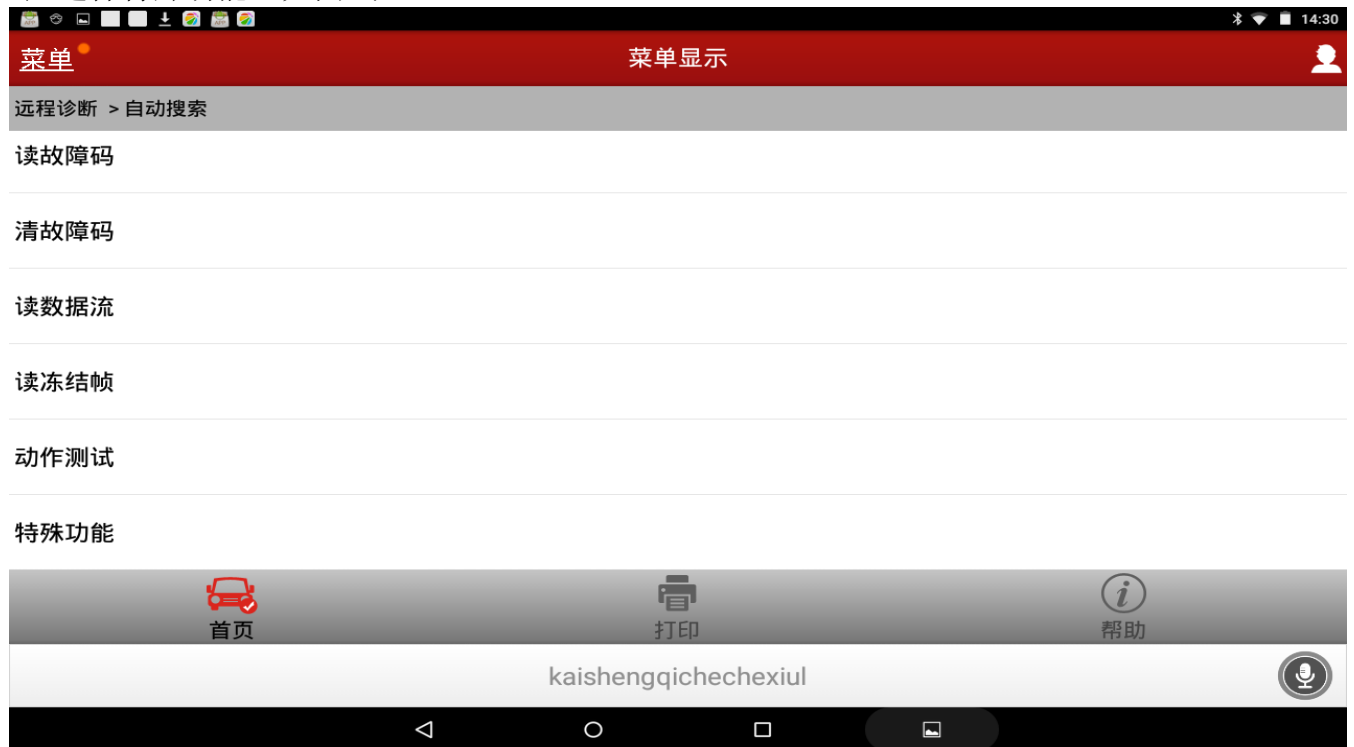 14:30
菜单
菜单显示
远程诊断 >自动搜索
读故障码
清故障码
读数据流
读冻结帧
动作测试
特殊功能
首页
打印
帮助
kaishengqichechexiul